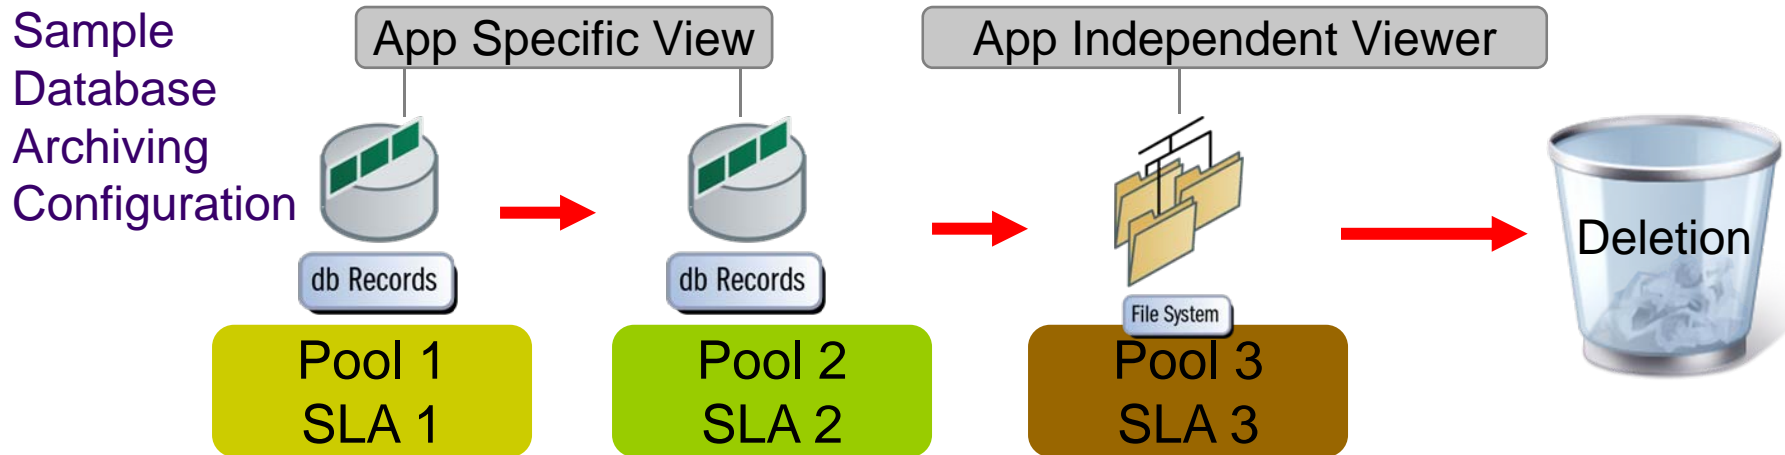 Sample
Database
Archiving
Configuration
App Specific View
App Independent Viewer
db Records
db Records
File System
Deletion
Pool 1
SLA 1
Pool 2
SLA 2
Pool 3
SLA 3